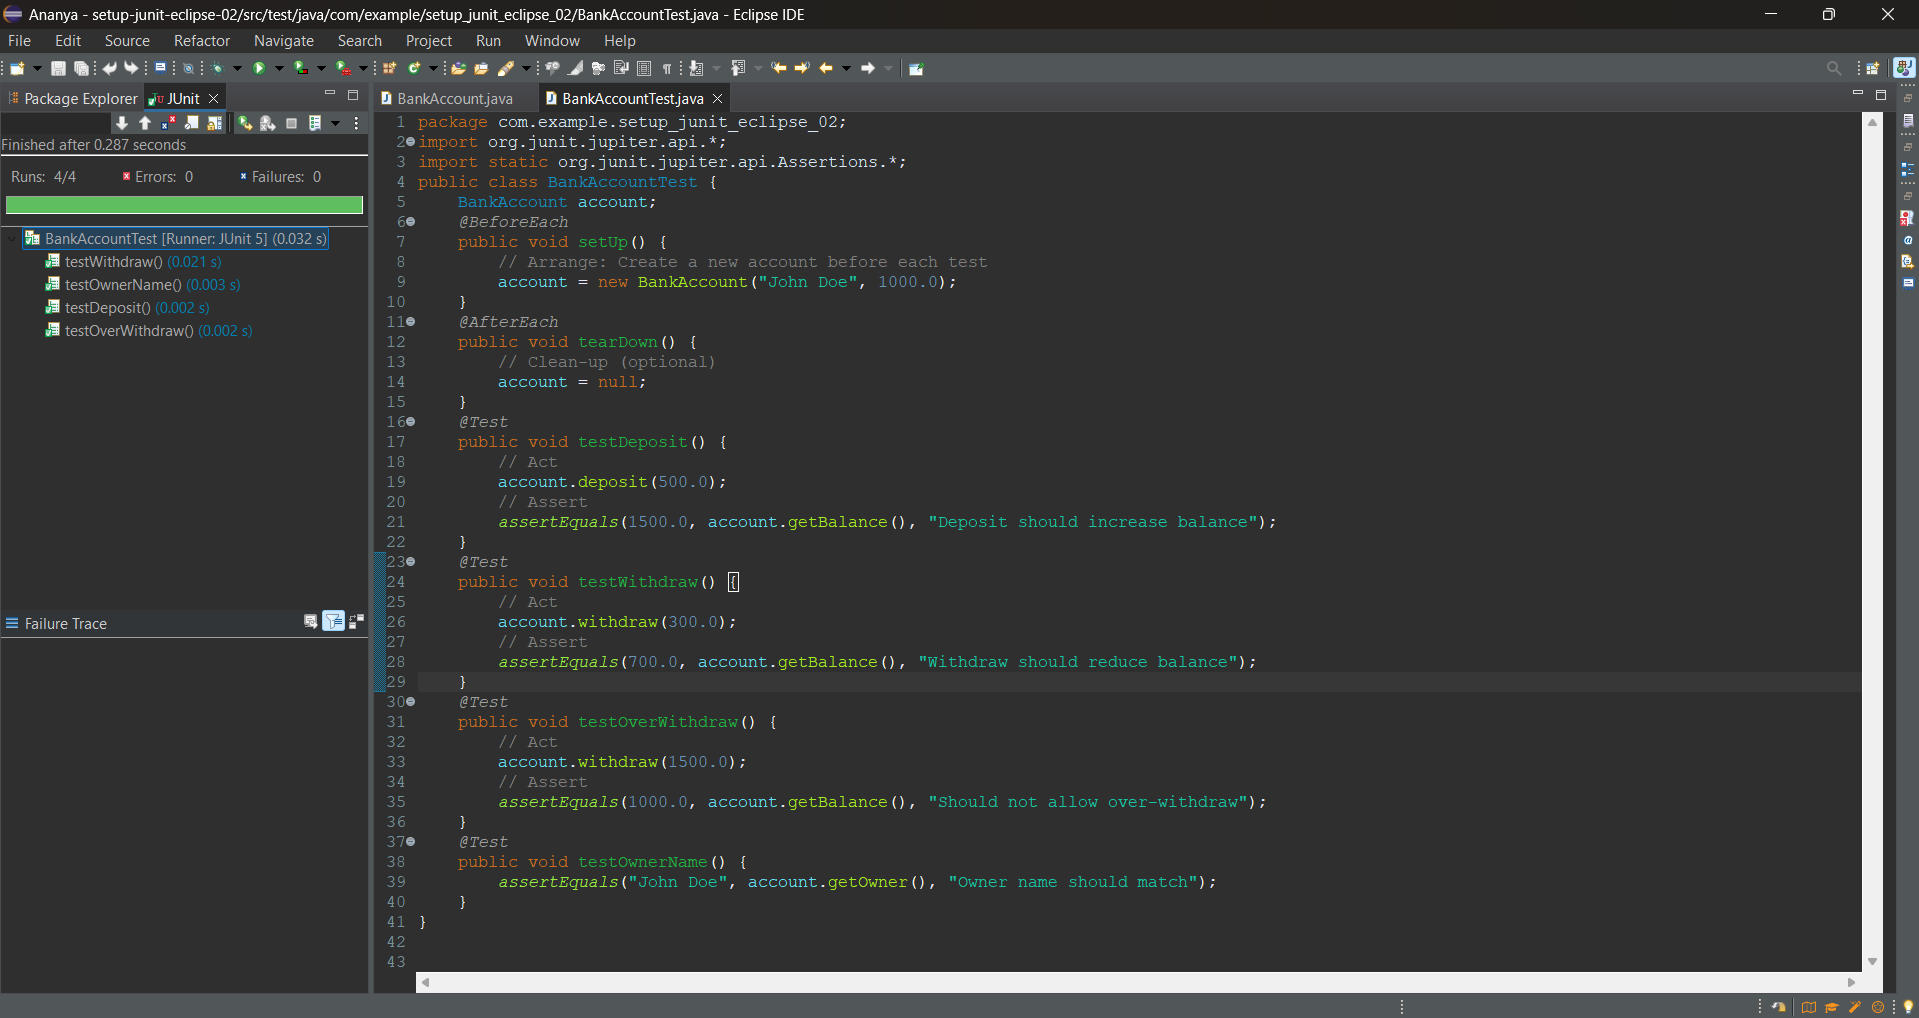 Ananya - setup-junit-eclipse-02/src/test/java/com/example/setup_junit_eclipse_02/BankAccountTest.java - Eclipse IDE
File Edit Source Refactor Navigate Search Project Run Window Help
Package Explorer JUnit
Finished after 0.287 seconds
Runs: 4/4 Errors: 0 Failures: 0
BankAccountTest [Runner: JUnit 5] (0.032 s)
testWithdraw() (0.021 s)
testOwnerName() (0.003 s)
testDeposit() (0.002 s)
testOverWithdraw() (0.002 s)
Failure Trace
BankAccount.java BankAccountTest.java
1 package com.example.setup_junit_eclipse_02;
2 import org.junit.jupiter.api.*;
3 import static org.junit.jupiter.api.Assertions.*;
4 public class BankAccountTest {
5 BankAccount account;
6 @BeforeEach
7 public void setUp() {
8 // Arrange: Create a new account before each test
9 account = new BankAccount("John Doe", 1000.0);
10 }
11 @AfterEach
12 public void tearDown() {
13 // Clean-up (optional)
14 account = null;
15 }
16 @Test
17 public void testDeposit() {
18 // Act
19 account.deposit(500.0);
20 // Assert
21 assertEquals(1500.0, account.getBalance(), "Deposit should increase balance");
22 }
23 @Test
24 public void testWithdraw() {
25 // Act
26 account.withdraw(300.0);
27 // Assert
28 assertEquals(700.0, account.getBalance(), "Withdraw should reduce balance");
29 }
30 @Test
31 public void testOverWithdraw() {
32 // Act
33 account.withdraw(1500.0);
34 // Assert
35 assertEquals(1000.0, account.getBalance(), "Should not allow over-withdraw");
36 }
37 @Test
38 public void testOwnerName() {
39 assertEquals("John Doe", account.getOwner(), "Owner name should match");
40 }
41 }
42
43